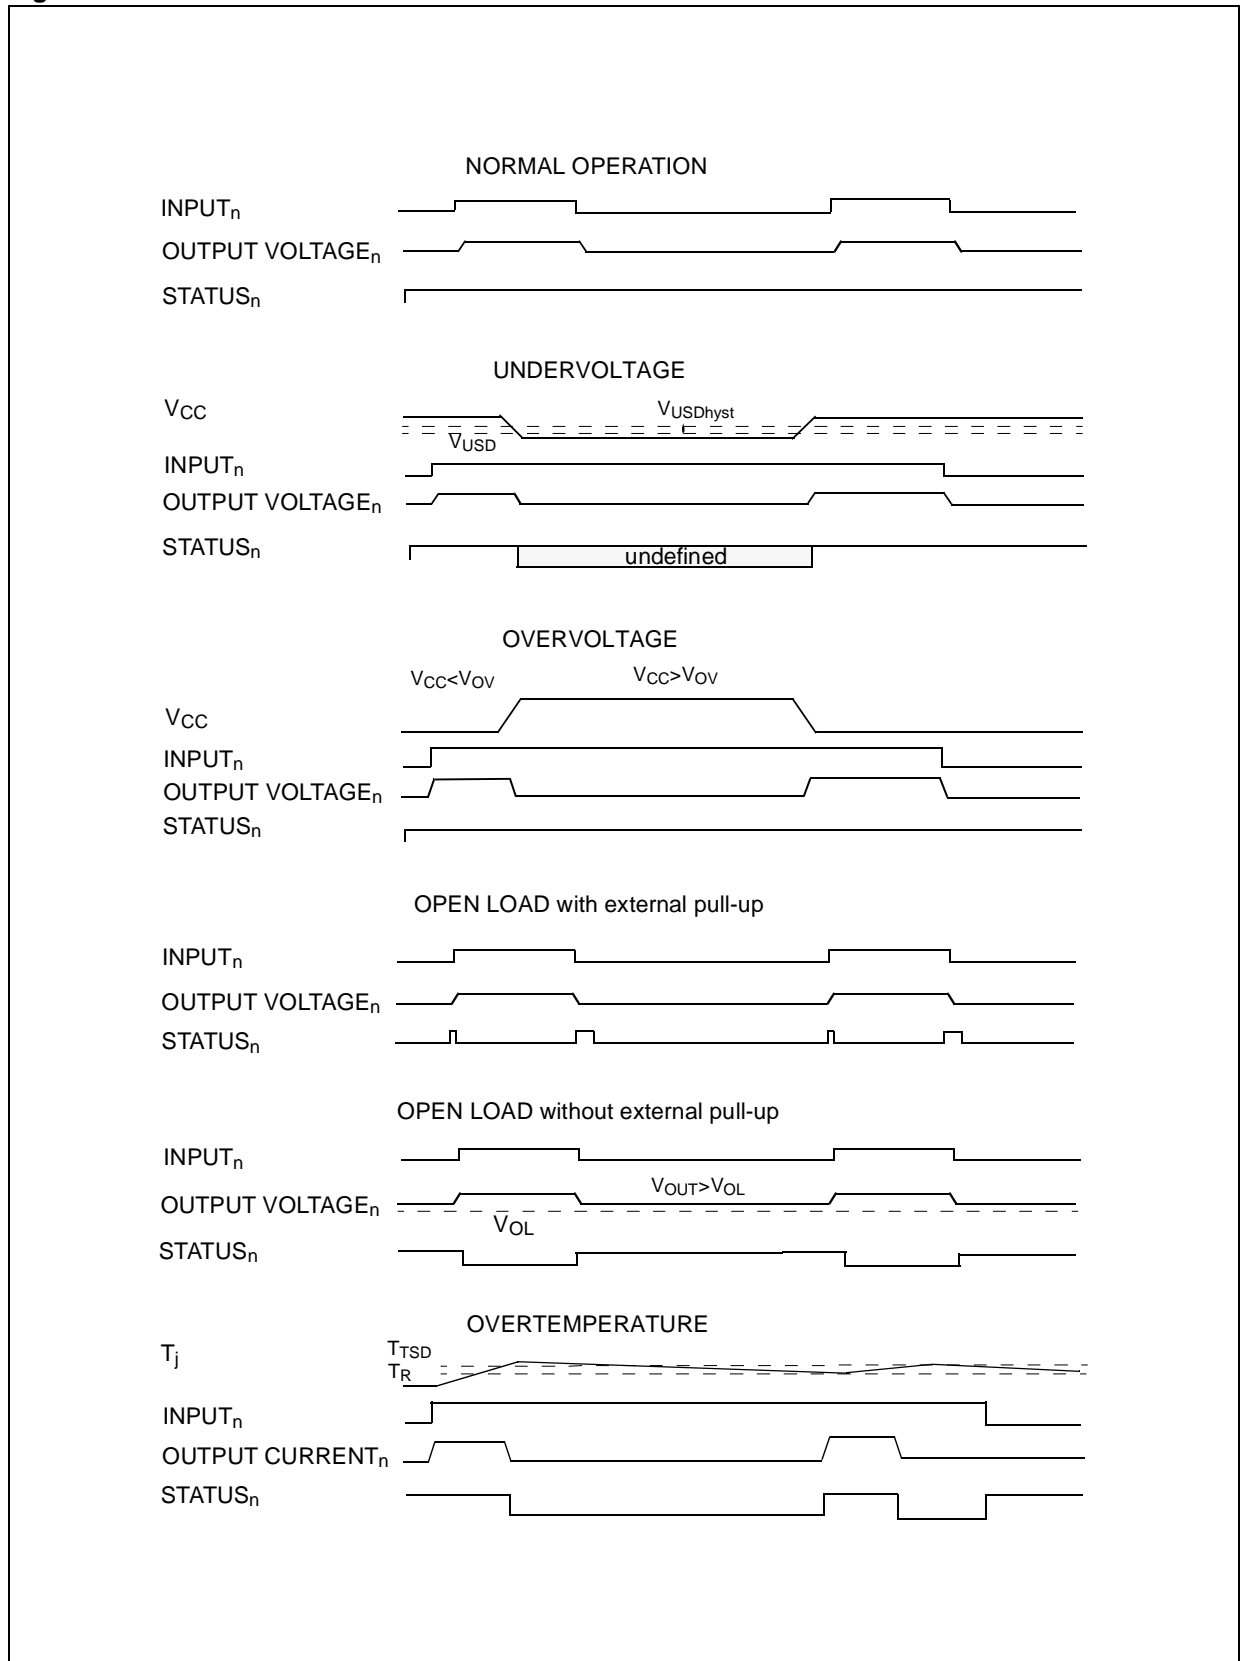 NORMAL OPERATION
INPUTn
OUTPUT VOLTAGEn
STATUSn
UNDERVOLTAGE
VCC
VUSDhyst
VUSD
INPUTn
OUTPUT VOLTAGEn
STATUSn
undefined
OVERVOLTAGE
VCC<VOV
VCC>VOV
VCC
INPUTn
OUTPUT VOLTAGEn
STATUSn
OPEN LOAD with external pull-up
INPUTn
OUTPUT VOLTAGEn
STATUSn
OPEN LOAD without external pull-up
INPUTn
VOUT>VOL
OUTPUT VOLTAGEn
VOL
STATUSn
OVERTEMPERATURE
Tj
TTSD
TR
INPUTn
OUTPUT CURRENTn
STATUSn